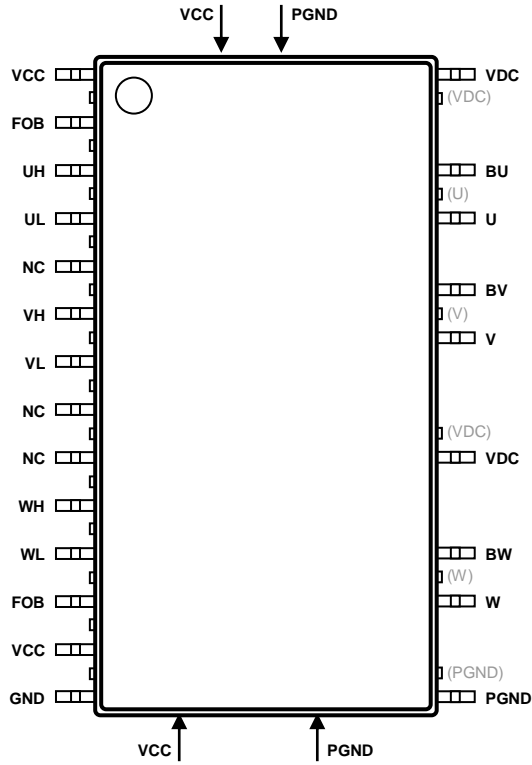 VCC PGND
VCC VDC
(VDC)
FOB
UH BU
(U)
UL U
NC
BV
VH (V)
V
VL
NC
(VDC)
NC VDC
WH
WL BW
(W)
FOB W
VCC
(PGND)
GND PGND
VCC PGND